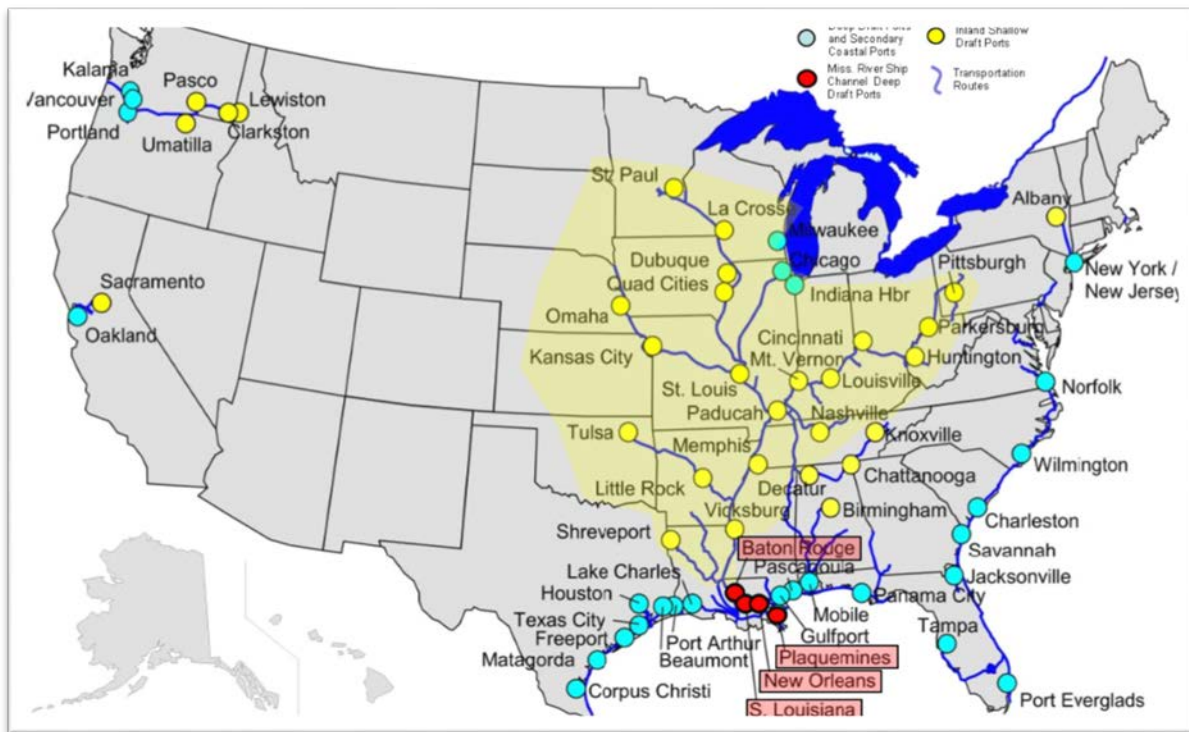 Deep Draft Ports
and Secondary
Coastal Ports
Inland Shallow
Draft Ports
Miss. River Ship
Channel Deep
Draft Ports
Transportation
Routes
Kalama
Vancouver
Portland
Pasco
Umatilla
Lewiston
Clarkston
Sacramento
Oakland
St. Paul
La Crosse
Milwaukee
Chicago
Dubuque
Quad Cities
Indiana Hbr
Omaha
Kansas City
St. Louis
Cincinnati
Mt. Vernon
Louisville
Paducah
Nashville
Pittsburgh
Parkersburg
Huntington
Albany
New York /
New Jersey
Norfolk
Tulsa
Memphis
Little Rock
Decatur
Knoxville
Chattanooga
Birmingham
Vicksburg
Shreveport
Baton Rouge
Pascagoula
Wilmington
Charleston
Savannah
Jacksonville
Lake Charles
Houston
Texas City
Freeport
Matagorda
Corpus Christi
Port Arthur
Beaumont
Mobile
Gulfport
Panama City
Tampa
Port Everglads
Plaquemines
New Orleans
S. Louisiana